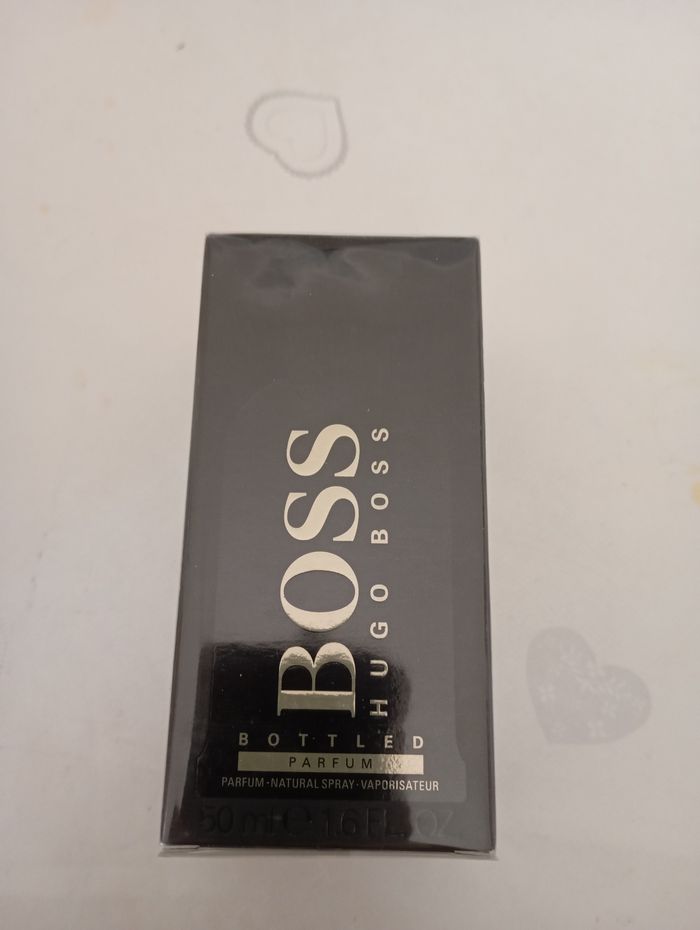 BOSS
HUGO BOSS
BOTTLED
PARFUM
PARFUM-NATURAL SPRAY-VAPORISATEUR
50 ml ℮ 1.6 FL. OZ.